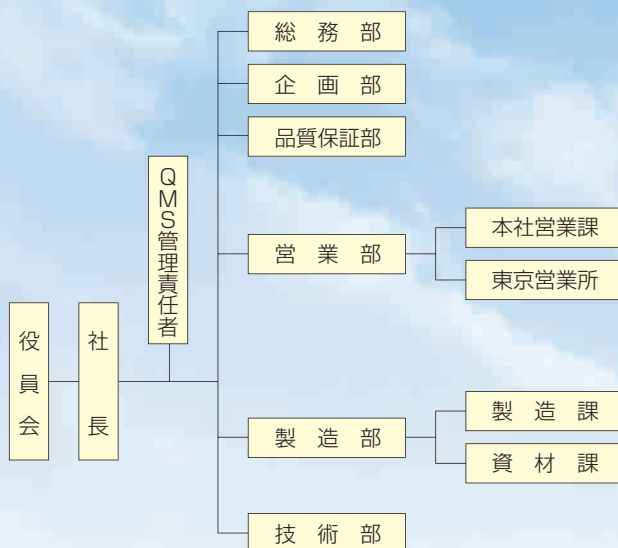 総務部
企画部
品質保証部
QMS管理責任者
営業部
本社営業課
東京営業所
役員会
社長
製造部
製造課
資材課
技術部